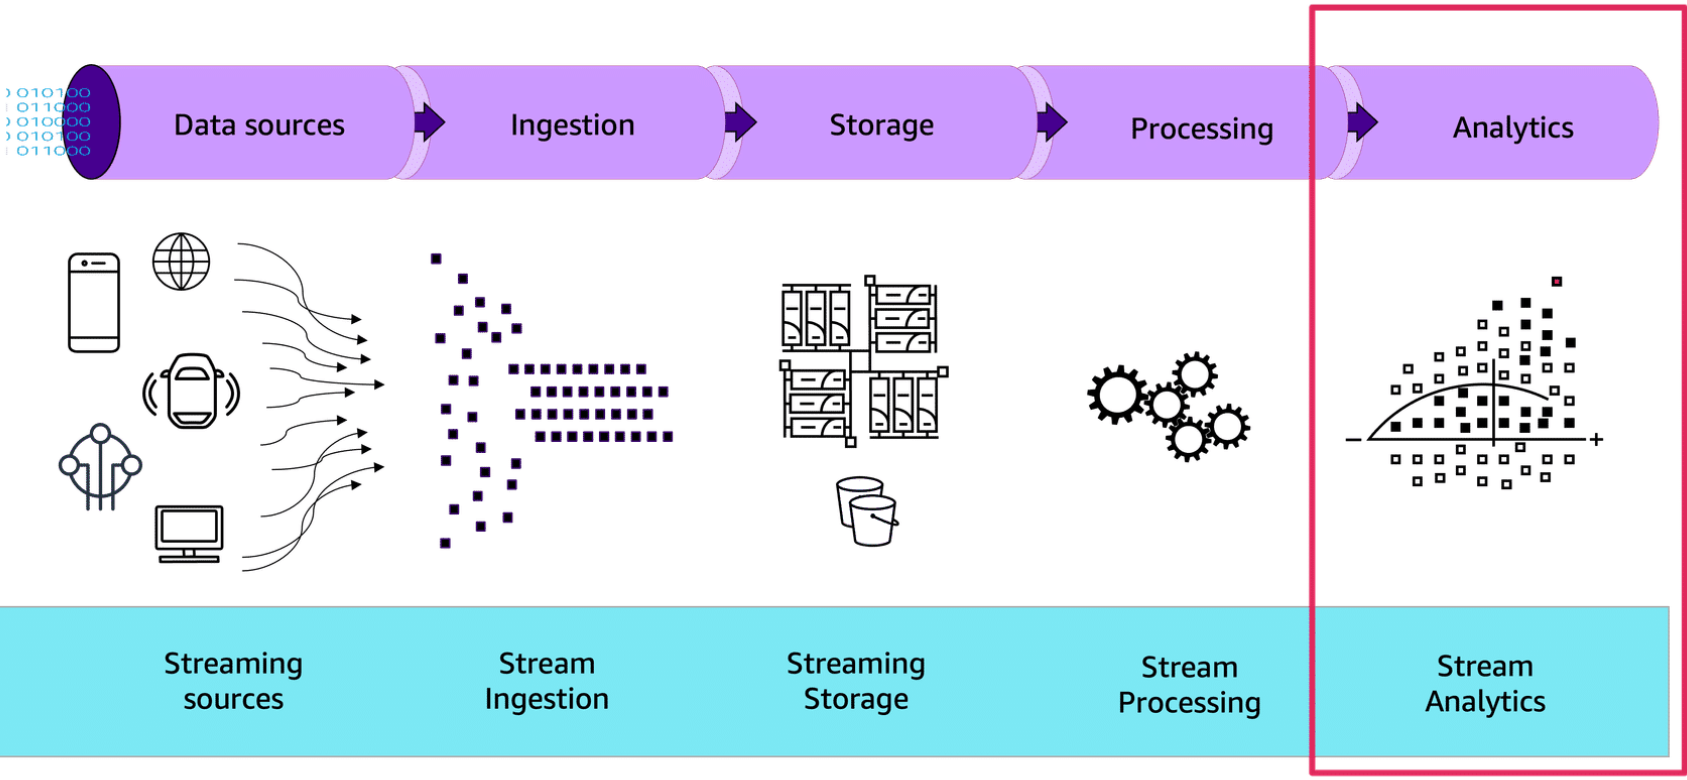 010100
011000
010000
010100
011000
Data sources
Ingestion
Storage
Processing
Analytics
–
+
Streaming
sources
Stream
Ingestion
Streaming
Storage
Stream
Processing
Stream
Analytics